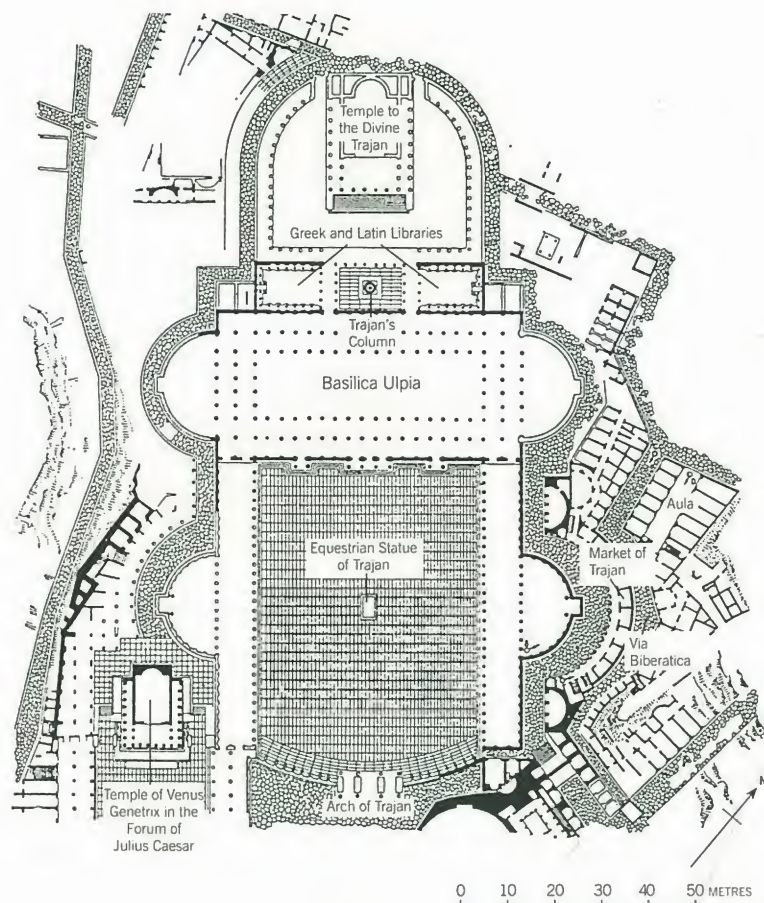 Temple to
the Divine
Trajan
Greek and Latin Libraries
Trajan's
Column
Basilica Ulpia
Aula
Equestrian Statue
of Trajan
Market of
Trajan
Via
Biberatica
Temple of Venus
Genetrix in the
Forum of
Julius Caesar
Arch of Trajan
N
0 10 20 30 40 50 METRES